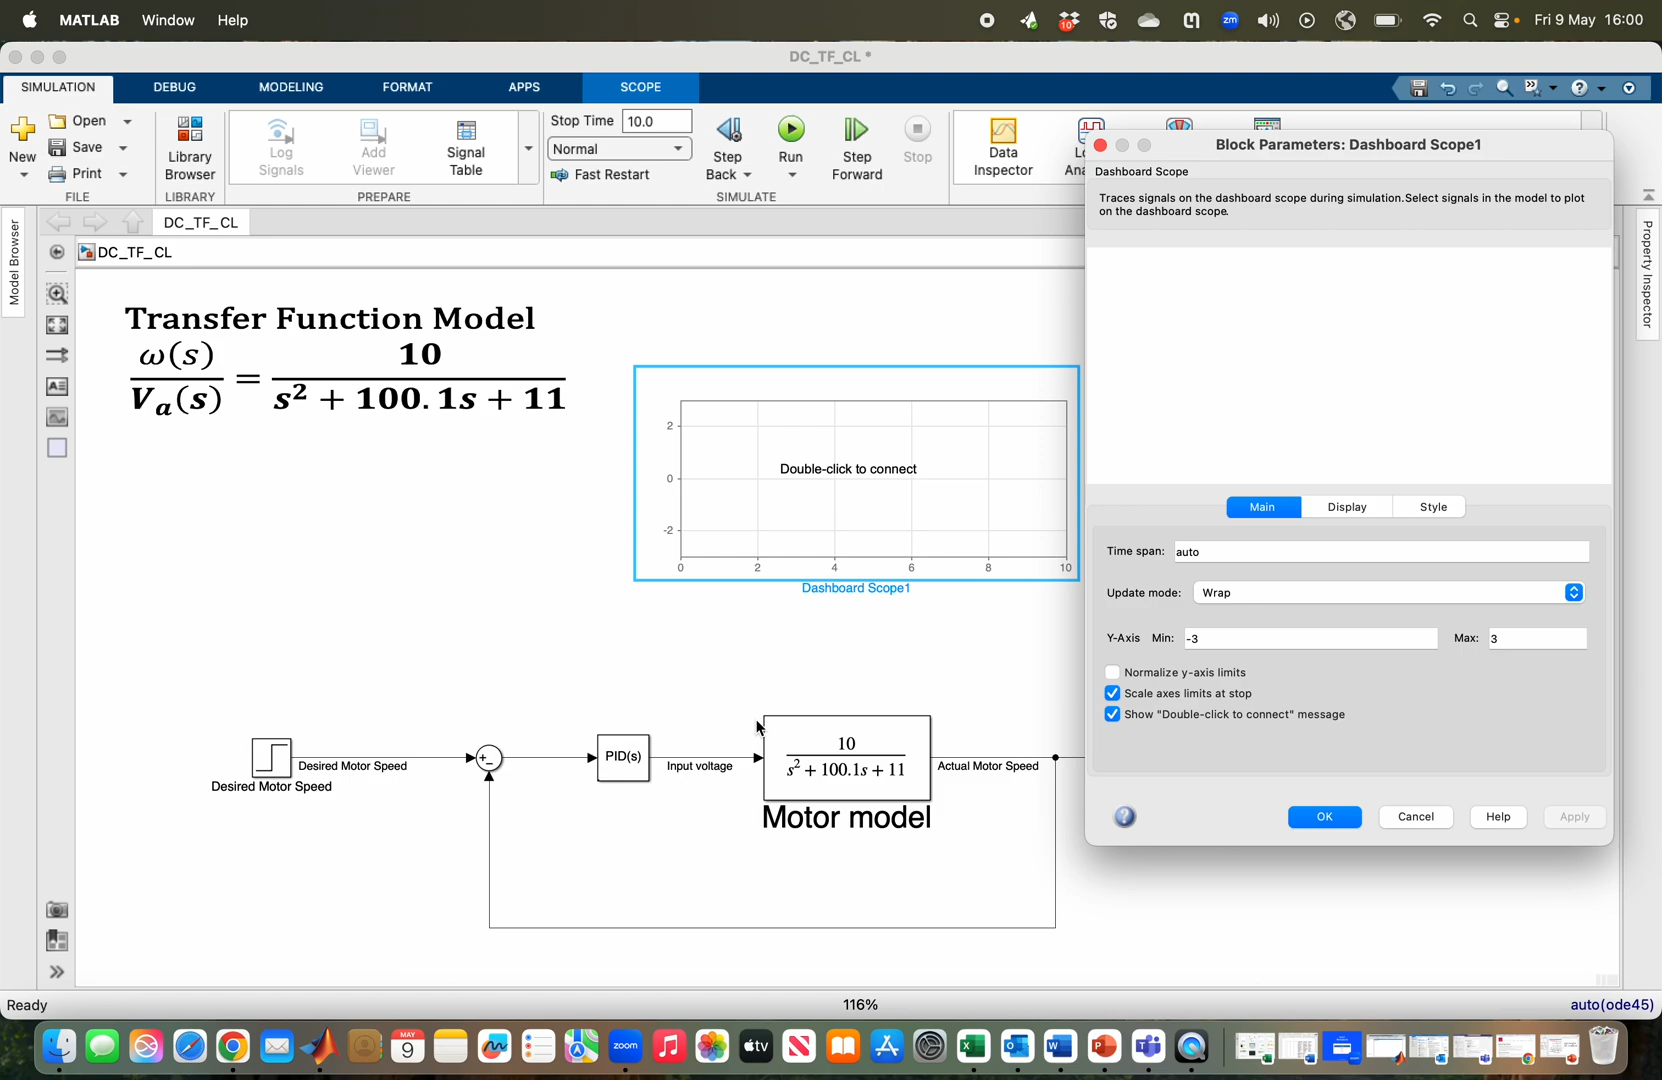 MATLAB Window Help
10
zm
Fri 9 May 16:00
DC_TF_CL *
SIMULATION DEBUG MODELING FORMAT APPS SCOPE
New
Open
Save
Print
FILE
Library
Browser
LIBRARY
Log
Signals
Add
Viewer
Signal
Table
PREPARE
Stop Time 10.0
Normal
Fast Restart
Step
Back
Run
Step
Forward
Stop
SIMULATE
Data
Inspector
Model Browser
DC_TF_CL
DC_TF_CL
Property Inspector
Transfer Function Model
ω(s) / Vₐ(s) = 10 / s² + 100.1s + 11
2
0
-2
0 2 4 6 8 10
Double-click to connect
Dashboard Scope1
Desired Motor Speed
Desired Motor Speed
+
−
PID(s)
Input voltage
10
s² + 100.1s + 11
Motor model
Actual Motor Speed
Block Parameters: Dashboard Scope1
Dashboard Scope
Traces signals on the dashboard scope during simulation.Select signals in the model to plot
on the dashboard scope.
Main Display Style
Time span: auto
Update mode: Wrap
Y-Axis Min: -3 Max: 3
Normalize y-axis limits
Scale axes limits at stop
Show "Double-click to connect" message
OK Cancel Help Apply
Ready 116% auto(ode45)
MAY
9
zoom
tv